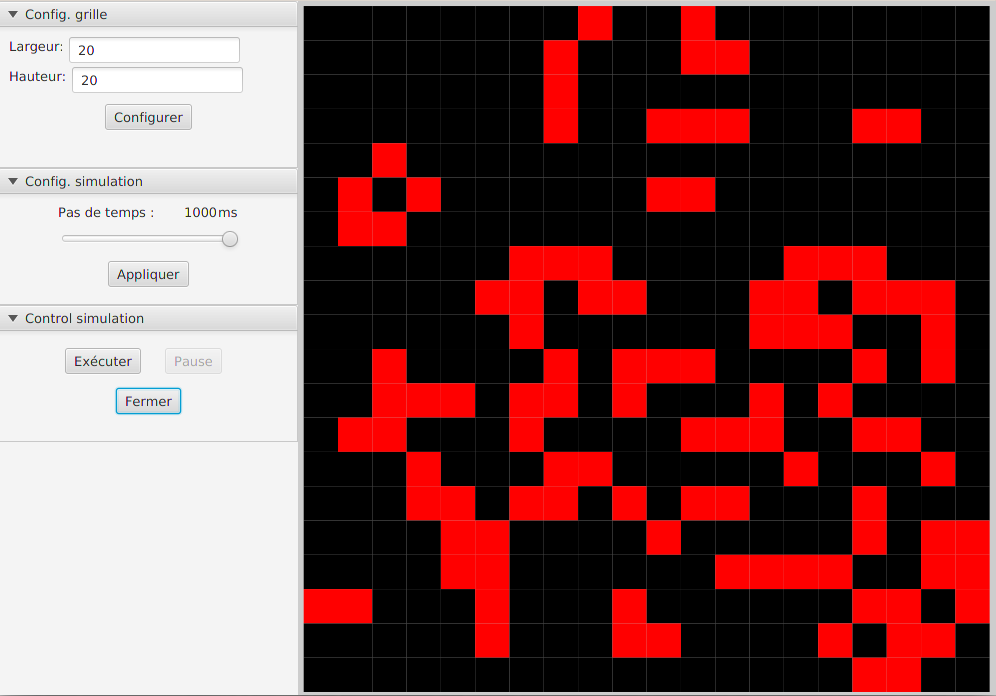 Config. grille
Largeur: 20
Hauteur: 20
Configurer
Config. simulation
Pas de temps : 1000ms
Appliquer
Control simulation
Exécuter Pause
Fermer